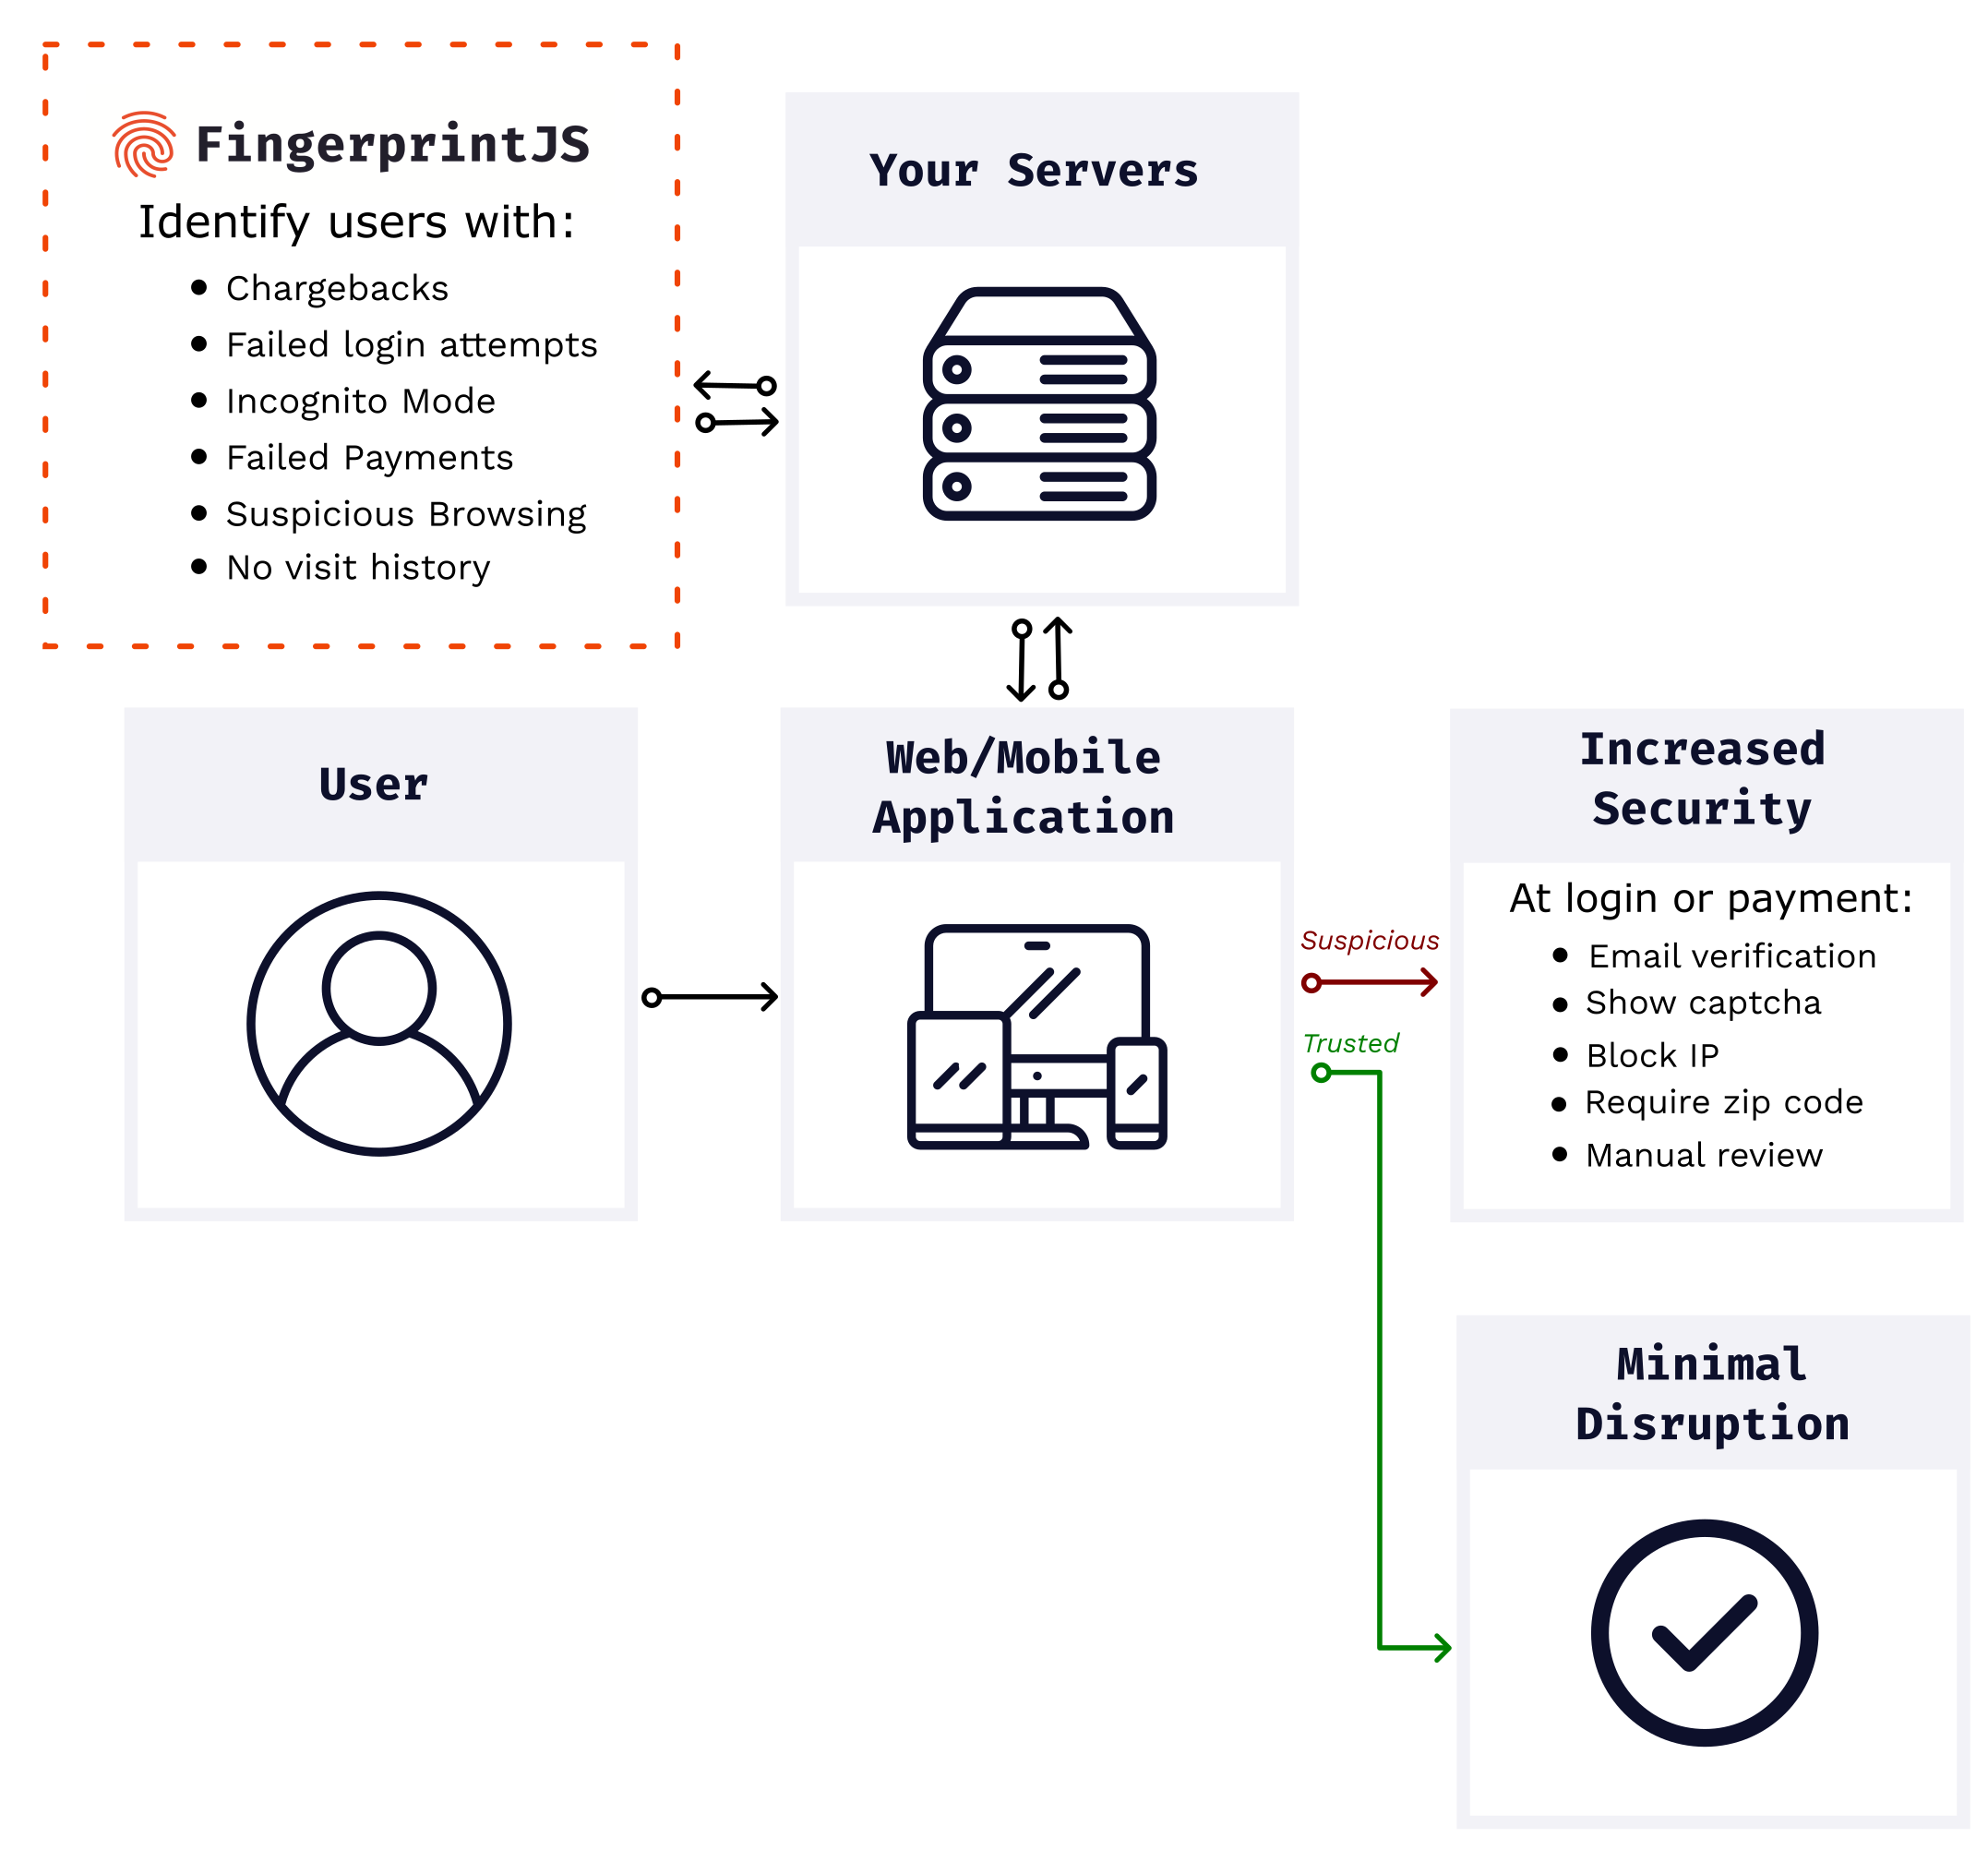 FingerprintJS
Identify users with:
Chargebacks
Failed login attempts
Incognito Mode
Failed Payments
Suspicious Browsing
No visit history
Your Servers
User
Web/Mobile
Application
Suspicious
Trusted
Increased
Security
At login or payment:
Email verification
Show captcha
Block IP
Require zip code
Manual review
Minimal
Disruption